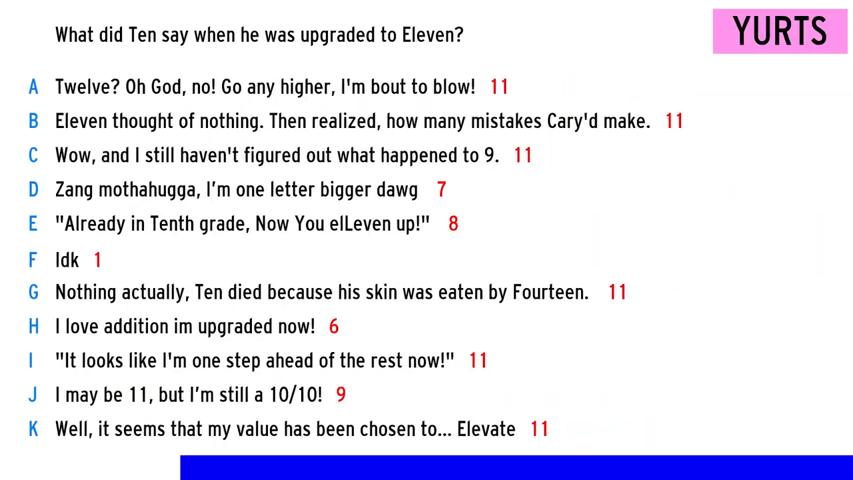 What did Ten say when he was upgraded to Eleven?
YURTS
A Twelve? Oh God, no! Go any higher, I'm bout to blow! 11
B Eleven thought of nothing. Then realized, how many mistakes Cary'd make. 11
C Wow, and I still haven't figured out what happened to 9. 11
D Zang mothahugga, I’m one letter bigger dawg 7
E "Already in Tenth grade, Now You elLeven up!" 8
F Idk 1
G Nothing actually, Ten died because his skin was eaten by Fourteen. 11
H I love addition im upgraded now! 6
I "It looks like I'm one step ahead of the rest now!" 11
J I may be 11, but I’m still a 10/10! 9
K Well, it seems that my value has been chosen to... Elevate 11